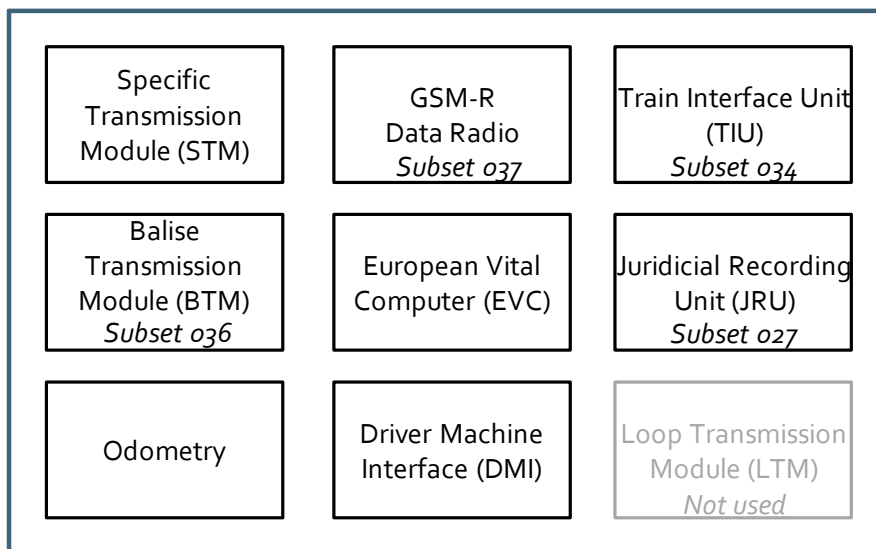 Specific
Transmission
Module (STM)
GSM-R
Data Radio
Subset 037
Train Interface Unit
(TIU)
Subset 034
Balise
Transmission
Module (BTM)
Subset 036
European Vital
Computer (EVC)
Juridicial Recording
Unit (JRU)
Subset 027
Odometry
Driver Machine
Interface (DMI)
Loop Transmission
Module (LTM)
Not used